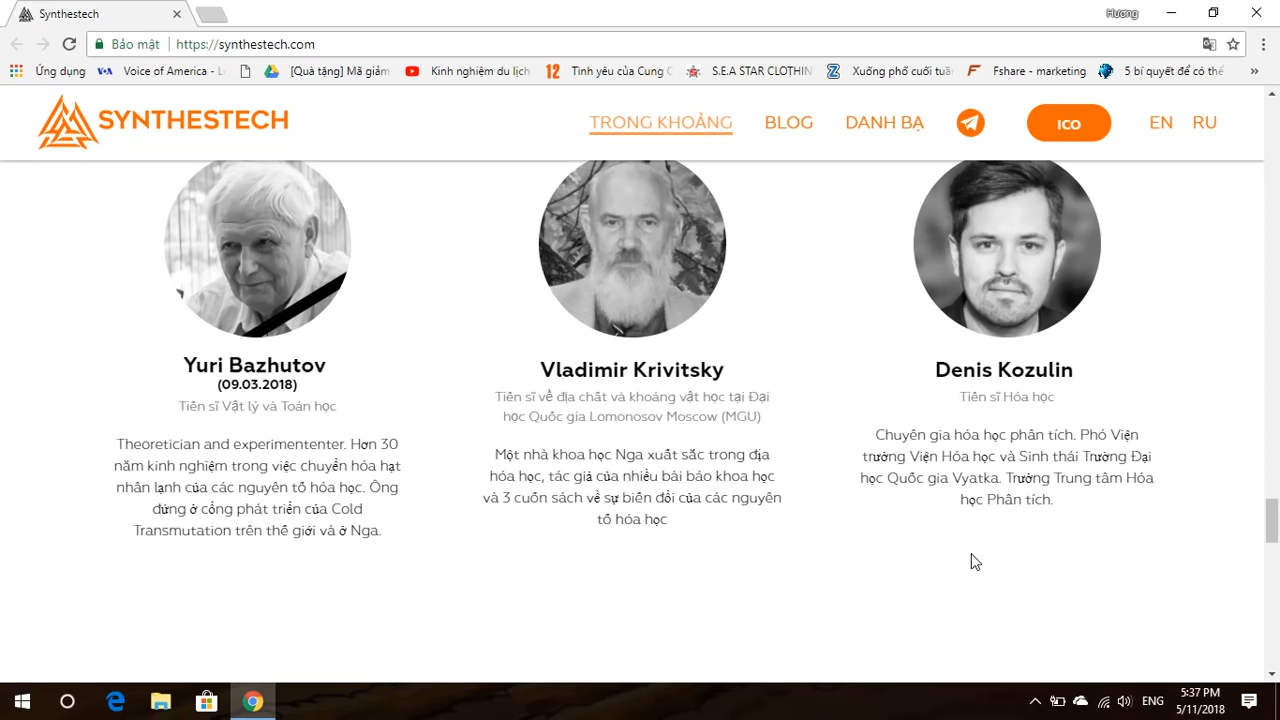 Synthestech
Hương
Bảo mật
https://synthestech.com
Ứng dụng
Voice of America - L
[Quà tặng] Mã giảm
Kinh nghiệm du lịch
12 Tình yêu của Cung C
S.E.A STAR CLOTHIN
Xuống phố cuối tuần
Fshare - marketing
5 bí quyết để có thể
»
SYNTHESTECH
TRONG KHOẢNG
BLOG
DANH BẠ
ICO
EN
RU
Yuri Bazhutov
(09.03.2018)
Tiến sĩ Vật lý và Toán học
Theoretician and experimententer. Hơn 30
năm kinh nghiệm trong việc chuyển hóa hạt
nhân lạnh của các nguyên tố hóa học. Ông
đứng ở cổng phát triển của Cold
Transmutation trên thế giới và ở Nga.
Vladimir Krivitsky
Tiến sĩ về địa chất và khoáng vật học tại Đại
học Quốc gia Lomonosov Moscow (MGU)
Một nhà khoa học Nga xuất sắc trong địa
hóa học, tác giả của nhiều bài báo khoa học
và 3 cuốn sách về sự biến đổi của các nguyên
tố hóa học
Denis Kozulin
Tiến sĩ Hóa học
Chuyên gia hóa học phân tích. Phó Viện
trưởng Viện Hóa học và Sinh thái Trường Đại
học Quốc gia Vyatka. Trưởng Trung tâm Hóa
học Phân tích.
ENG
5:37 PM
5/11/2018